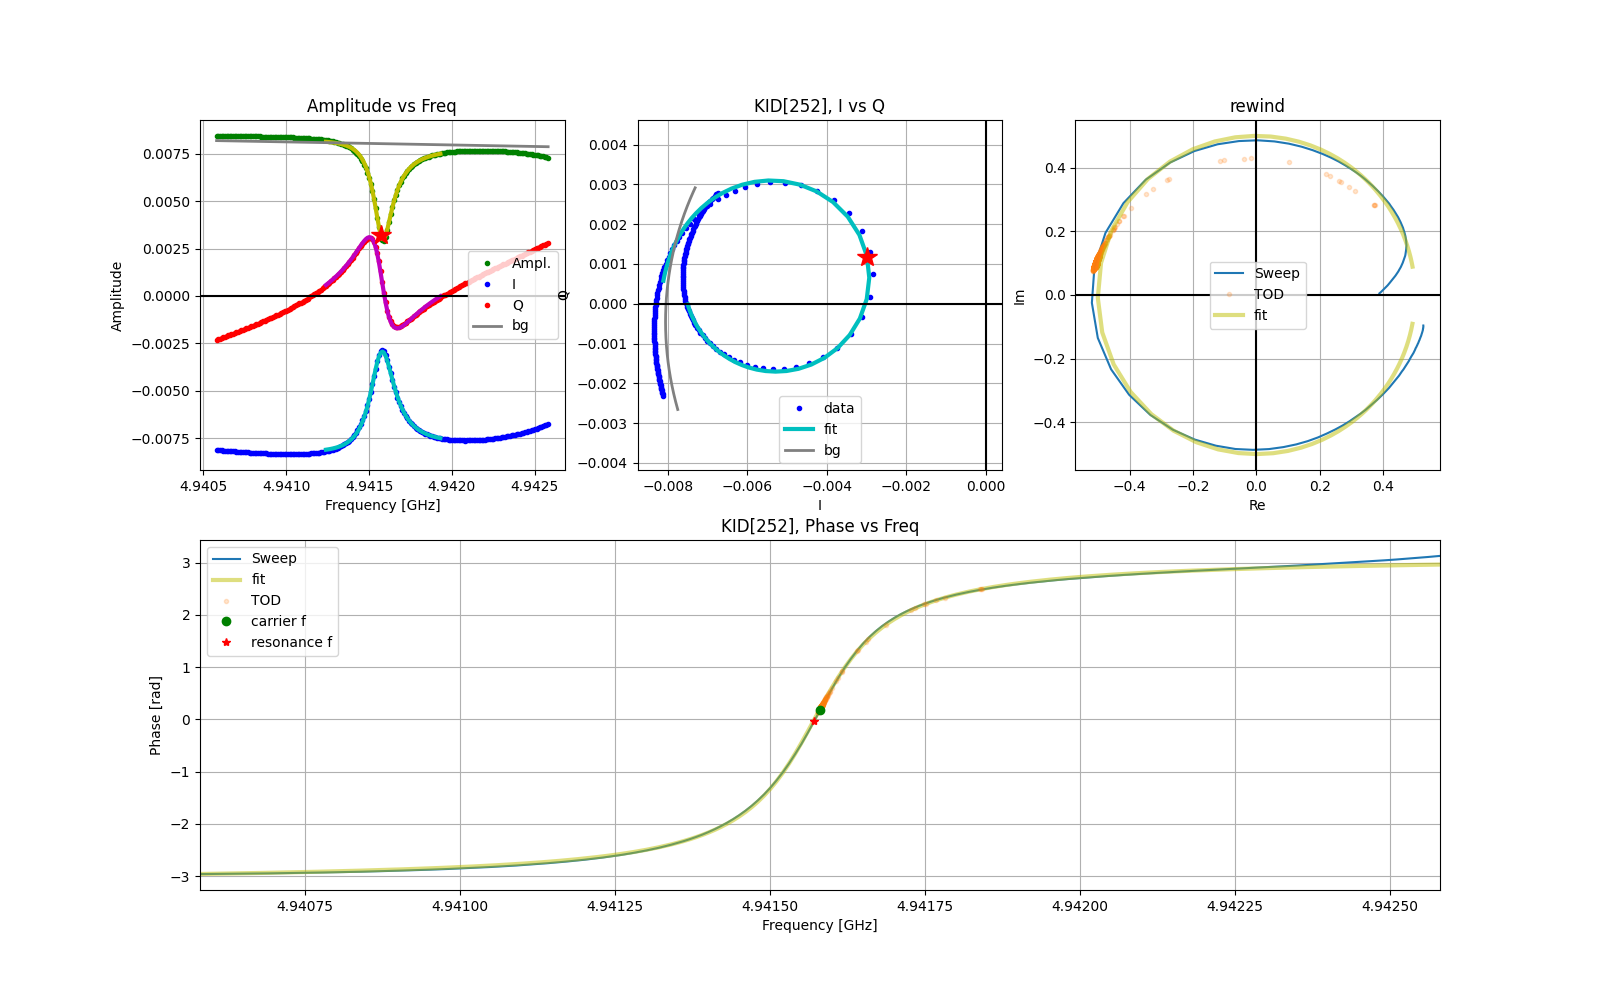 Amplitude vs Freq
Amplitude
0.0075
0.0050
0.0025
0.0000
−0.0025
−0.0050
−0.0075
4.9405
4.9410
4.9415
4.9420
4.9425
Frequency [GHz]
Ampl.
I
Q
bg
KID[252], I vs Q
Q
0.004
0.003
0.002
0.001
0.000
−0.001
−0.002
−0.003
−0.004
−0.008
−0.006
−0.004
−0.002
0.000
I
data
fit
bg
rewind
Im
0.4
0.2
0.0
−0.2
−0.4
−0.4
−0.2
0.0
0.2
0.4
Re
Sweep
TOD
fit
KID[252], Phase vs Freq
Phase [rad]
3
2
1
0
−1
−2
−3
4.94075
4.94100
4.94125
4.94150
4.94175
4.94200
4.94225
4.94250
Frequency [GHz]
Sweep
fit
TOD
carrier f
resonance f